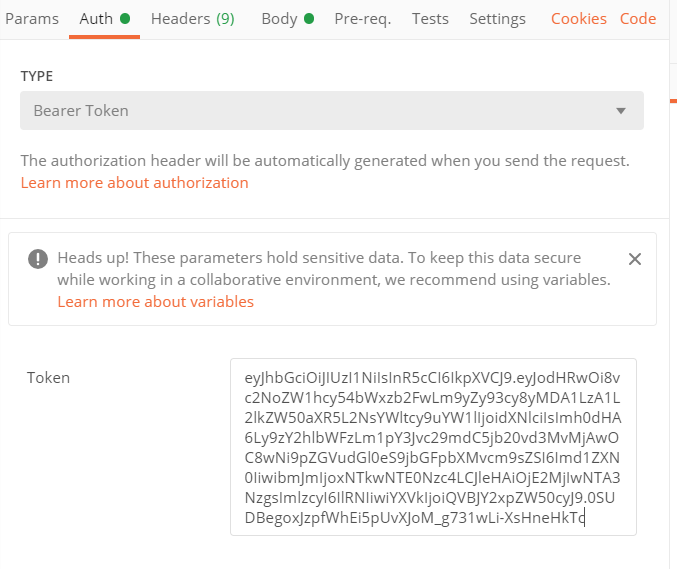 Params Auth Headers (9) Body Pre-req. Tests Settings Cookies Code
TYPE
Bearer Token
The authorization header will be automatically generated when you send the request.
Learn more about authorization
Heads up! These parameters hold sensitive data. To keep this data secure
while working in a collaborative environment, we recommend using variables.
Learn more about variables
Token
eyJhbGciOiJIUzI1NiIsInR5cCI6IkpXVCJ9.eyJodHRwOi8v
c2NoZW1hcy54bWxzb2FwLm9yZy93cy8yMDA1LzA1L
2lkZW50aXR5L2NsYWltcy9uYW1lIjoidXNlciIsImh0dHA
6Ly9zY2hlbWFzLm1pY3Jvc29mdC5jb20vd3MvMjAwO
C8wNi9pZGVudGl0eS9jbGFpbXMvcm9sZSI6Imd1ZXN
0IiwibmJmIjoxNTkwNTE0Nzc4LCJleHAiOjE2MjIwNTA3
NzgsImlzcyI6IlRNIiwiYXVkIjoiQVBJY2xpZW50cyJ9.0SU
DBegoxJzpfWhEi5pUvXJoM_g731wLi-XsHneHkTc